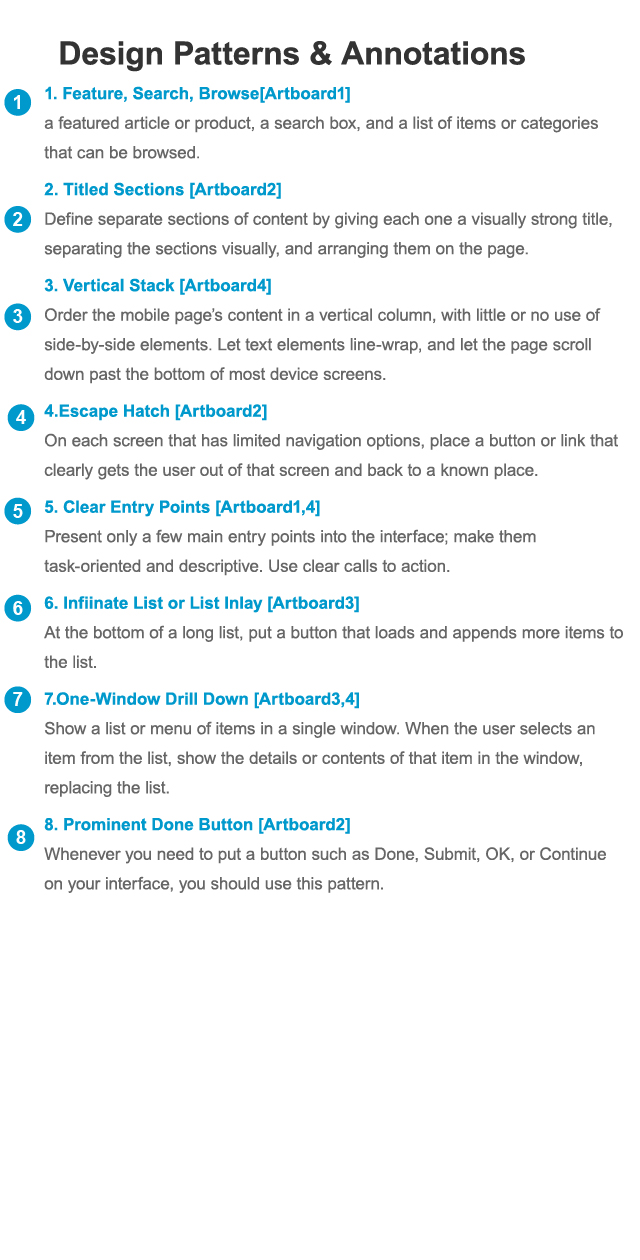 Design Patterns & Annotations
1
1. Feature, Search, Browse[Artboard1]
a featured article or product, a search box, and a list of items or categories
that can be browsed.
2. Titled Sections [Artboard2]
2
Define separate sections of content by giving each one a visually strong title,
separating the sections visually, and arranging them on the page.
3. Vertical Stack [Artboard4]
3
Order the mobile page’s content in a vertical column, with little or no use of
side-by-side elements. Let text elements line-wrap, and let the page scroll
down past the bottom of most device screens.
4
4.Escape Hatch [Artboard2]
On each screen that has limited navigation options, place a button or link that
clearly gets the user out of that screen and back to a known place.
5
5. Clear Entry Points [Artboard1,4]
Present only a few main entry points into the interface; make them
task-oriented and descriptive. Use clear calls to action.
6
6. Infiinate List or List Inlay [Artboard3]
At the bottom of a long list, put a button that loads and appends more items to
the list.
7
7.One-Window Drill Down [Artboard3,4]
Show a list or menu of items in a single window. When the user selects an
item from the list, show the details or contents of that item in the window,
replacing the list.
8
8. Prominent Done Button [Artboard2]
Whenever you need to put a button such as Done, Submit, OK, or Continue
on your interface, you should use this pattern.